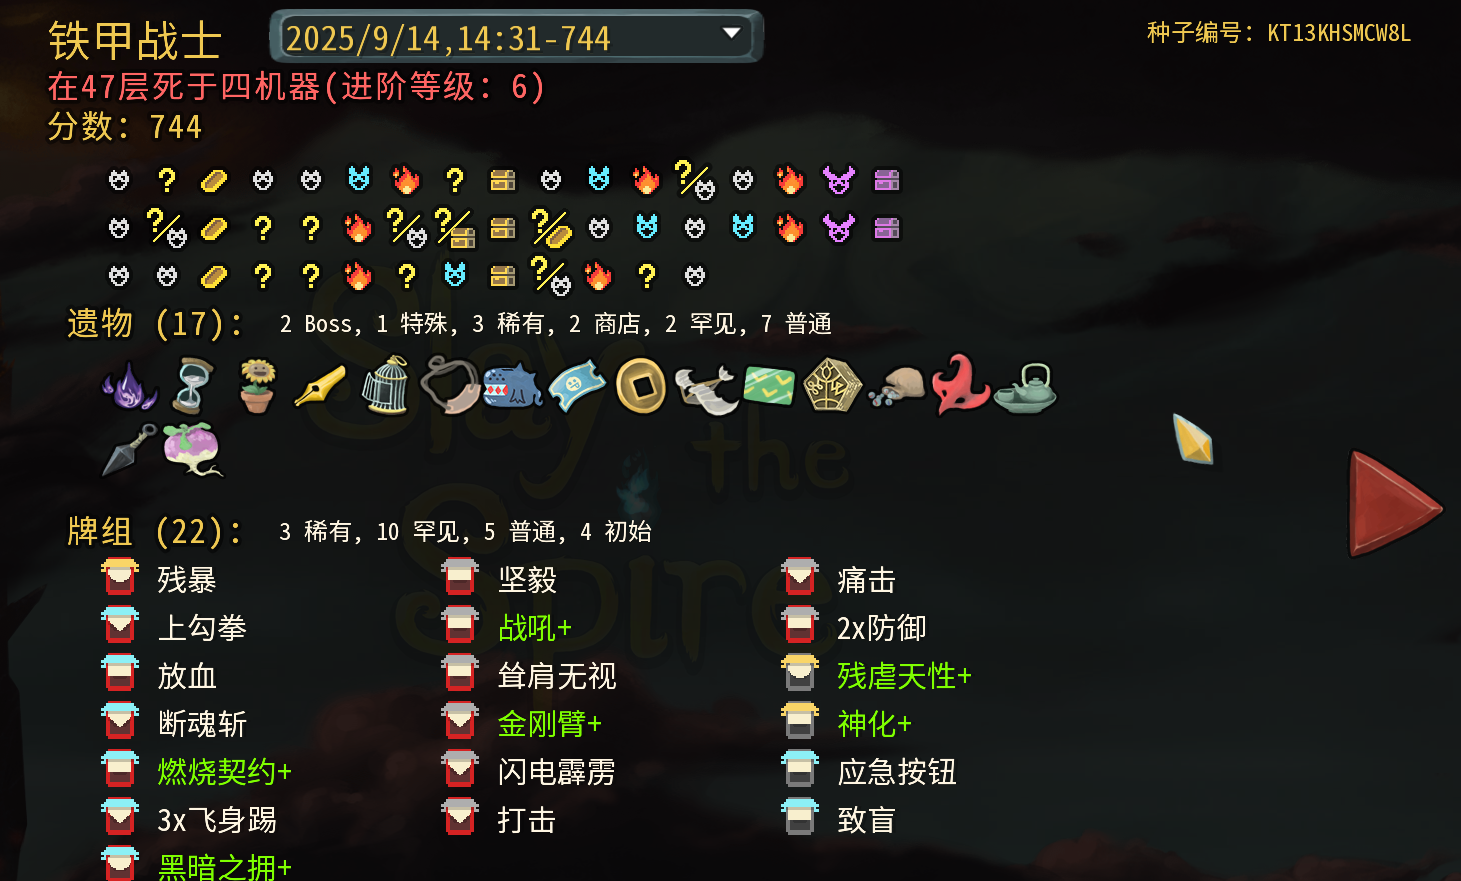 铁甲战士
2025/9/14,14:31-744
种子编号: KT13KHSMCW8L
在47层死于四机器(进阶等级: 6)
分数: 744
遗物 (17): 2 Boss, 1 特殊, 3 稀有, 2 商店, 2 罕见, 7 普通
Slay
the
Spire
牌组 (22): 3 稀有, 10 罕见, 5 普通, 4 初始
残暴 坚毅 痛击
上勾拳 战吼+ 2x防御
放血 耸肩无视 残虐天性+
断魂斩 金刚臂+ 神化+
燃烧契约+ 闪电霹雳 应急按钮
3x飞身踢 打击 致盲
黑暗之拥+